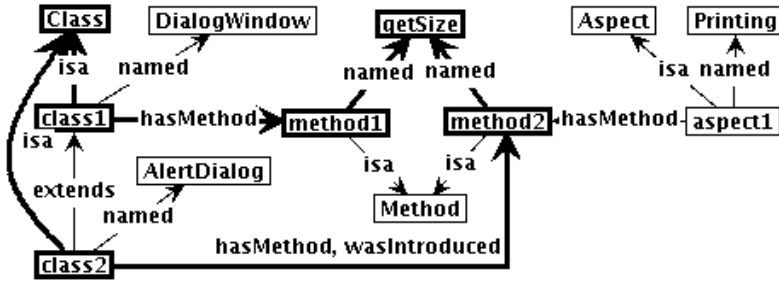 Class
DialogWindow
getSize
Aspect
Printing
isa
named
named
named
isa
named
class1
hasMethod
method1
method2
hasMethod
aspect1
isa
isa
isa
extends
AlertDialog
named
Method
class2
hasMethod, wasIntroduced